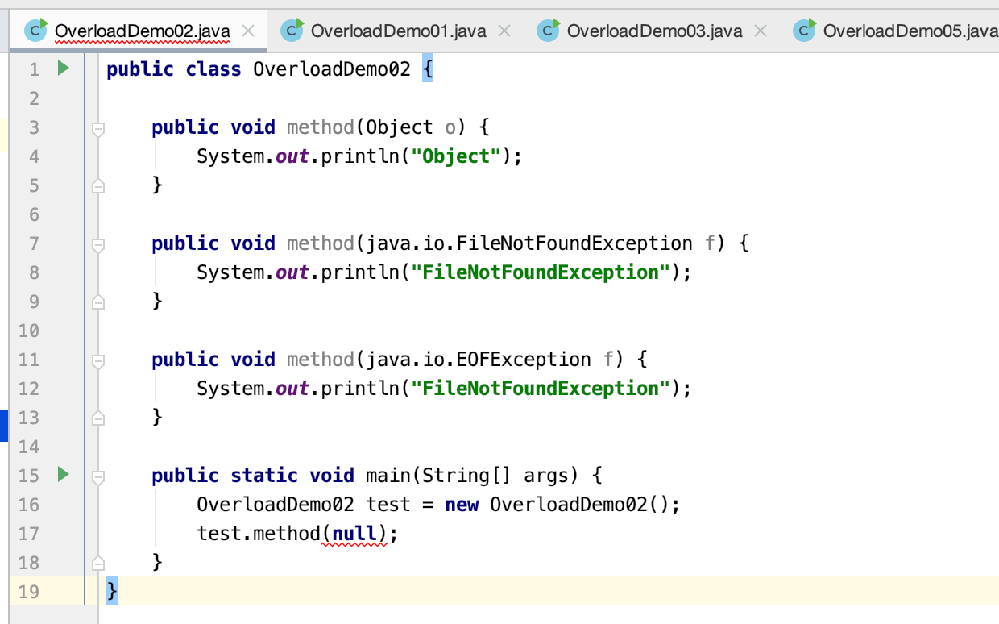 OverloadDemo02.java OverloadDemo01.java OverloadDemo03.java OverloadDemo05.java
1 public class OverloadDemo02 {
2
3 public void method(Object o) {
4 System.out.println("Object");
5 }
6
7 public void method(java.io.FileNotFoundException f) {
8 System.out.println("FileNotFoundException");
9 }
10
11 public void method(java.io.EOFException f) {
12 System.out.println("FileNotFoundException");
13 }
14
15 public static void main(String[] args) {
16 OverloadDemo02 test = new OverloadDemo02();
17 test.method(null);
18 }
19 }